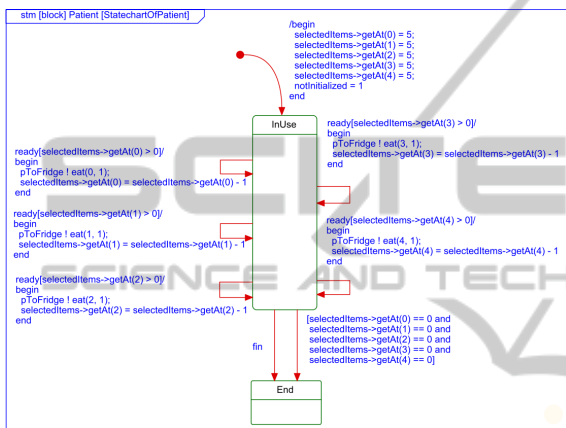 stm [block] Patient [StatechartOfPatient]
/begin
selectedItems->getAt(0) = 5;
selectedItems->getAt(1) = 5;
selectedItems->getAt(2) = 5;
selectedItems->getAt(3) = 5;
selectedItems->getAt(4) = 5;
notInitialized = 1
end
InUse
ready[selectedItems->getAt(3) > 0]/
begin
pToFridge ! eat(3, 1);
selectedItems->getAt(3) = selectedItems->getAt(3) - 1
end
ready[selectedItems->getAt(0) > 0]/
begin
pToFridge ! eat(0, 1);
selectedItems->getAt(0) = selectedItems->getAt(0) - 1
end
ready[selectedItems->getAt(1) > 0]/
begin
pToFridge ! eat(1, 1);
selectedItems->getAt(1) = selectedItems->getAt(1) - 1
end
ready[selectedItems->getAt(4) > 0]/
begin
pToFridge ! eat(4, 1);
selectedItems->getAt(4) = selectedItems->getAt(4) - 1
end
ready[selectedItems->getAt(2) > 0]/
begin
pToFridge ! eat(2, 1);
selectedItems->getAt(2) = selectedItems->getAt(2) - 1
end
[selectedItems->getAt(0) == 0 and
selectedItems->getAt(1) == 0 and
selectedItems->getAt(2) == 0 and
selectedItems->getAt(3) == 0 and
selectedItems->getAt(4) == 0]
fin
End
SCITE
SCIENCE AND TECH